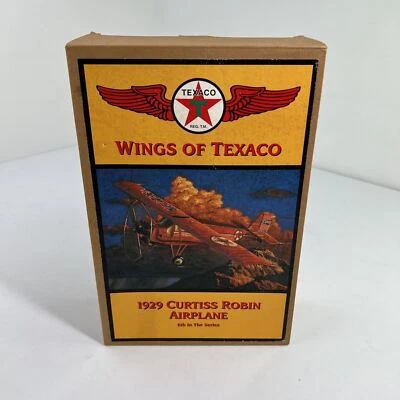 TEXACO
T
REG. T.M.
WINGS OF TEXACO
1929 CURTISS ROBIN
AIRPLANE
6th In The Series